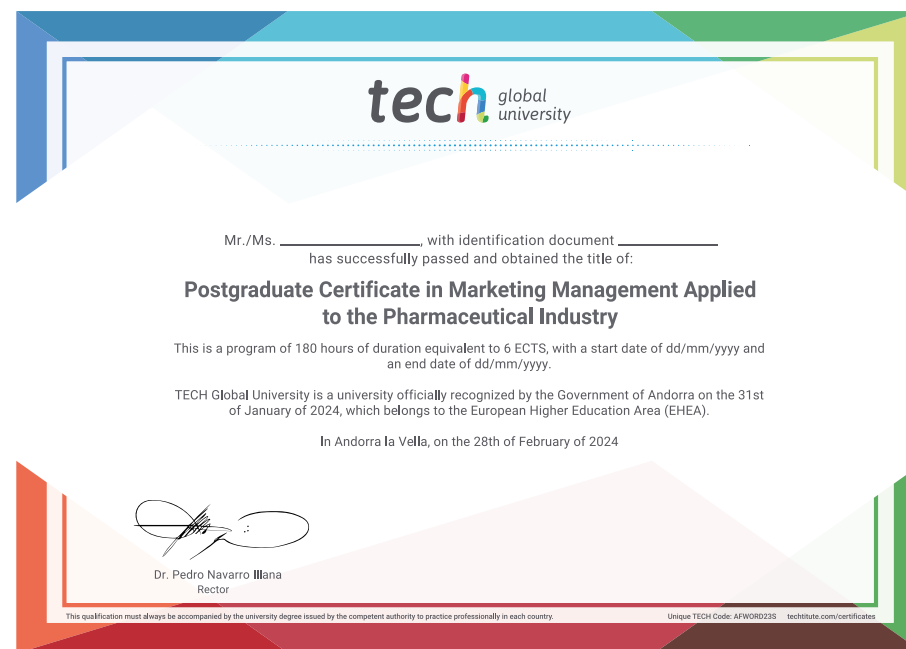 tech global university
Mr./Ms. ____________, with identification document ____________
has successfully passed and obtained the title of:
Postgraduate Certificate in Marketing Management Applied
to the Pharmaceutical Industry
This is a program of 180 hours of duration equivalent to 6 ECTS, with a start date of dd/mm/yyyy and
an end date of dd/mm/yyyy.
TECH Global University is a university officially recognized by the Government of Andorra on the 31st
of January of 2024, which belongs to the European Higher Education Area (EHEA).
In Andorra la Vella, on the 28th of February of 2024
Dr. Pedro Navarro Illana
Rector
This qualification must always be accompanied by the university degree issued by the competent authority to practice professionally in each country.
Unique TECH Code: AFWORD23S techtitute.com/certificates